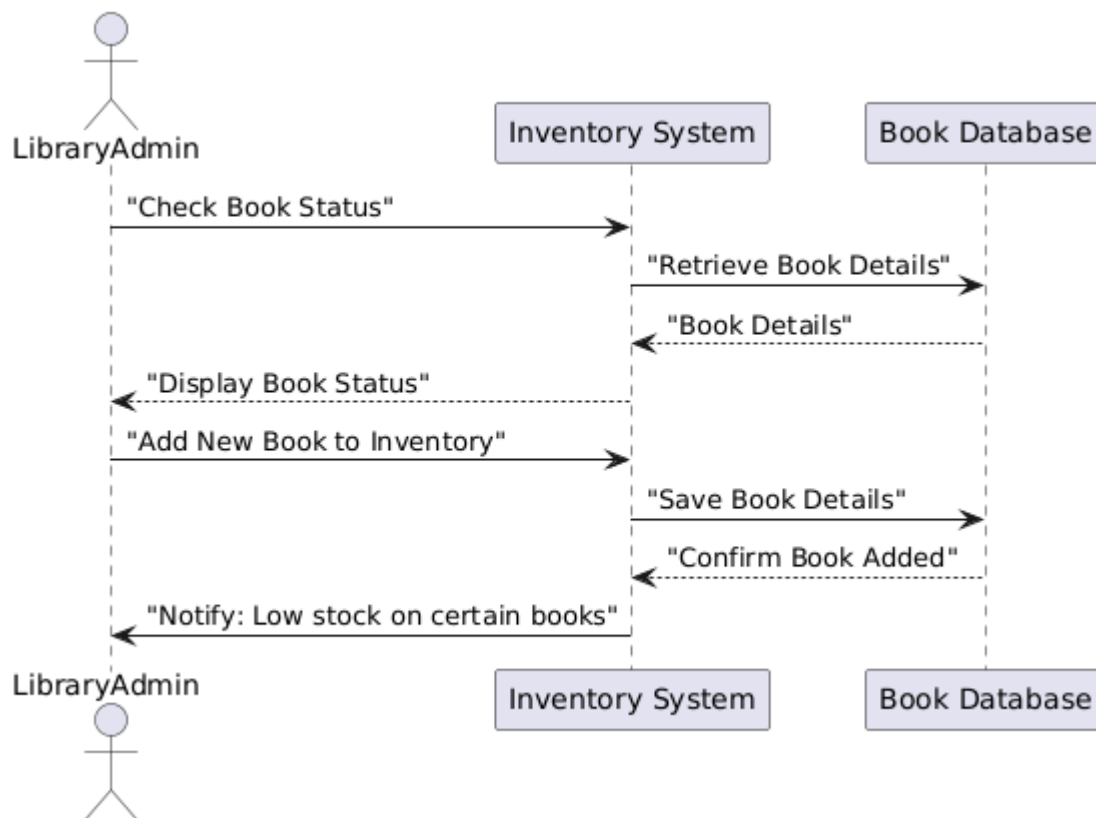 LibraryAdmin
Inventory System
Book Database
"Check Book Status"
"Retrieve Book Details"
"Book Details"
"Display Book Status"
"Add New Book to Inventory"
"Save Book Details"
"Confirm Book Added"
"Notify: Low stock on certain books"
LibraryAdmin
Inventory System
Book Database